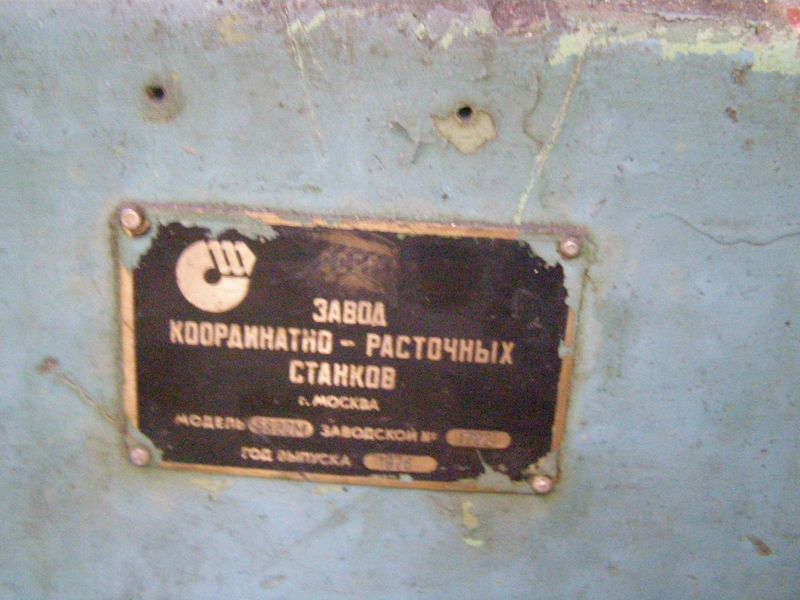 ЗАВОД
КООРДИНАТНО - РАСТОЧНЫХ
СТАНКОВ
г. МОСКВА
МОДЕЛЬ ЗАВОДСКОЙ №
ГОД ВЫПУСКА